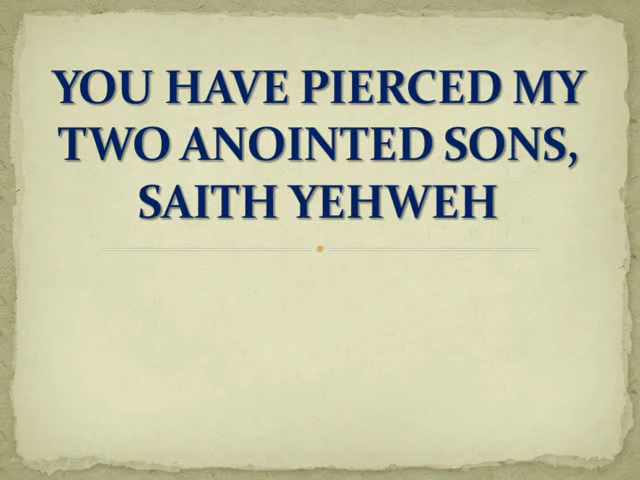 YOU HAVE PIERCED MY
TWO ANOINTED SONS,
SAITH YEHWEH